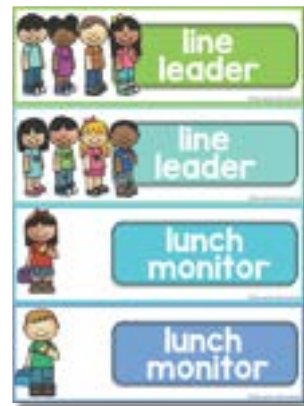 line
leader
line
leader
lunch
monitor
lunch
monitor